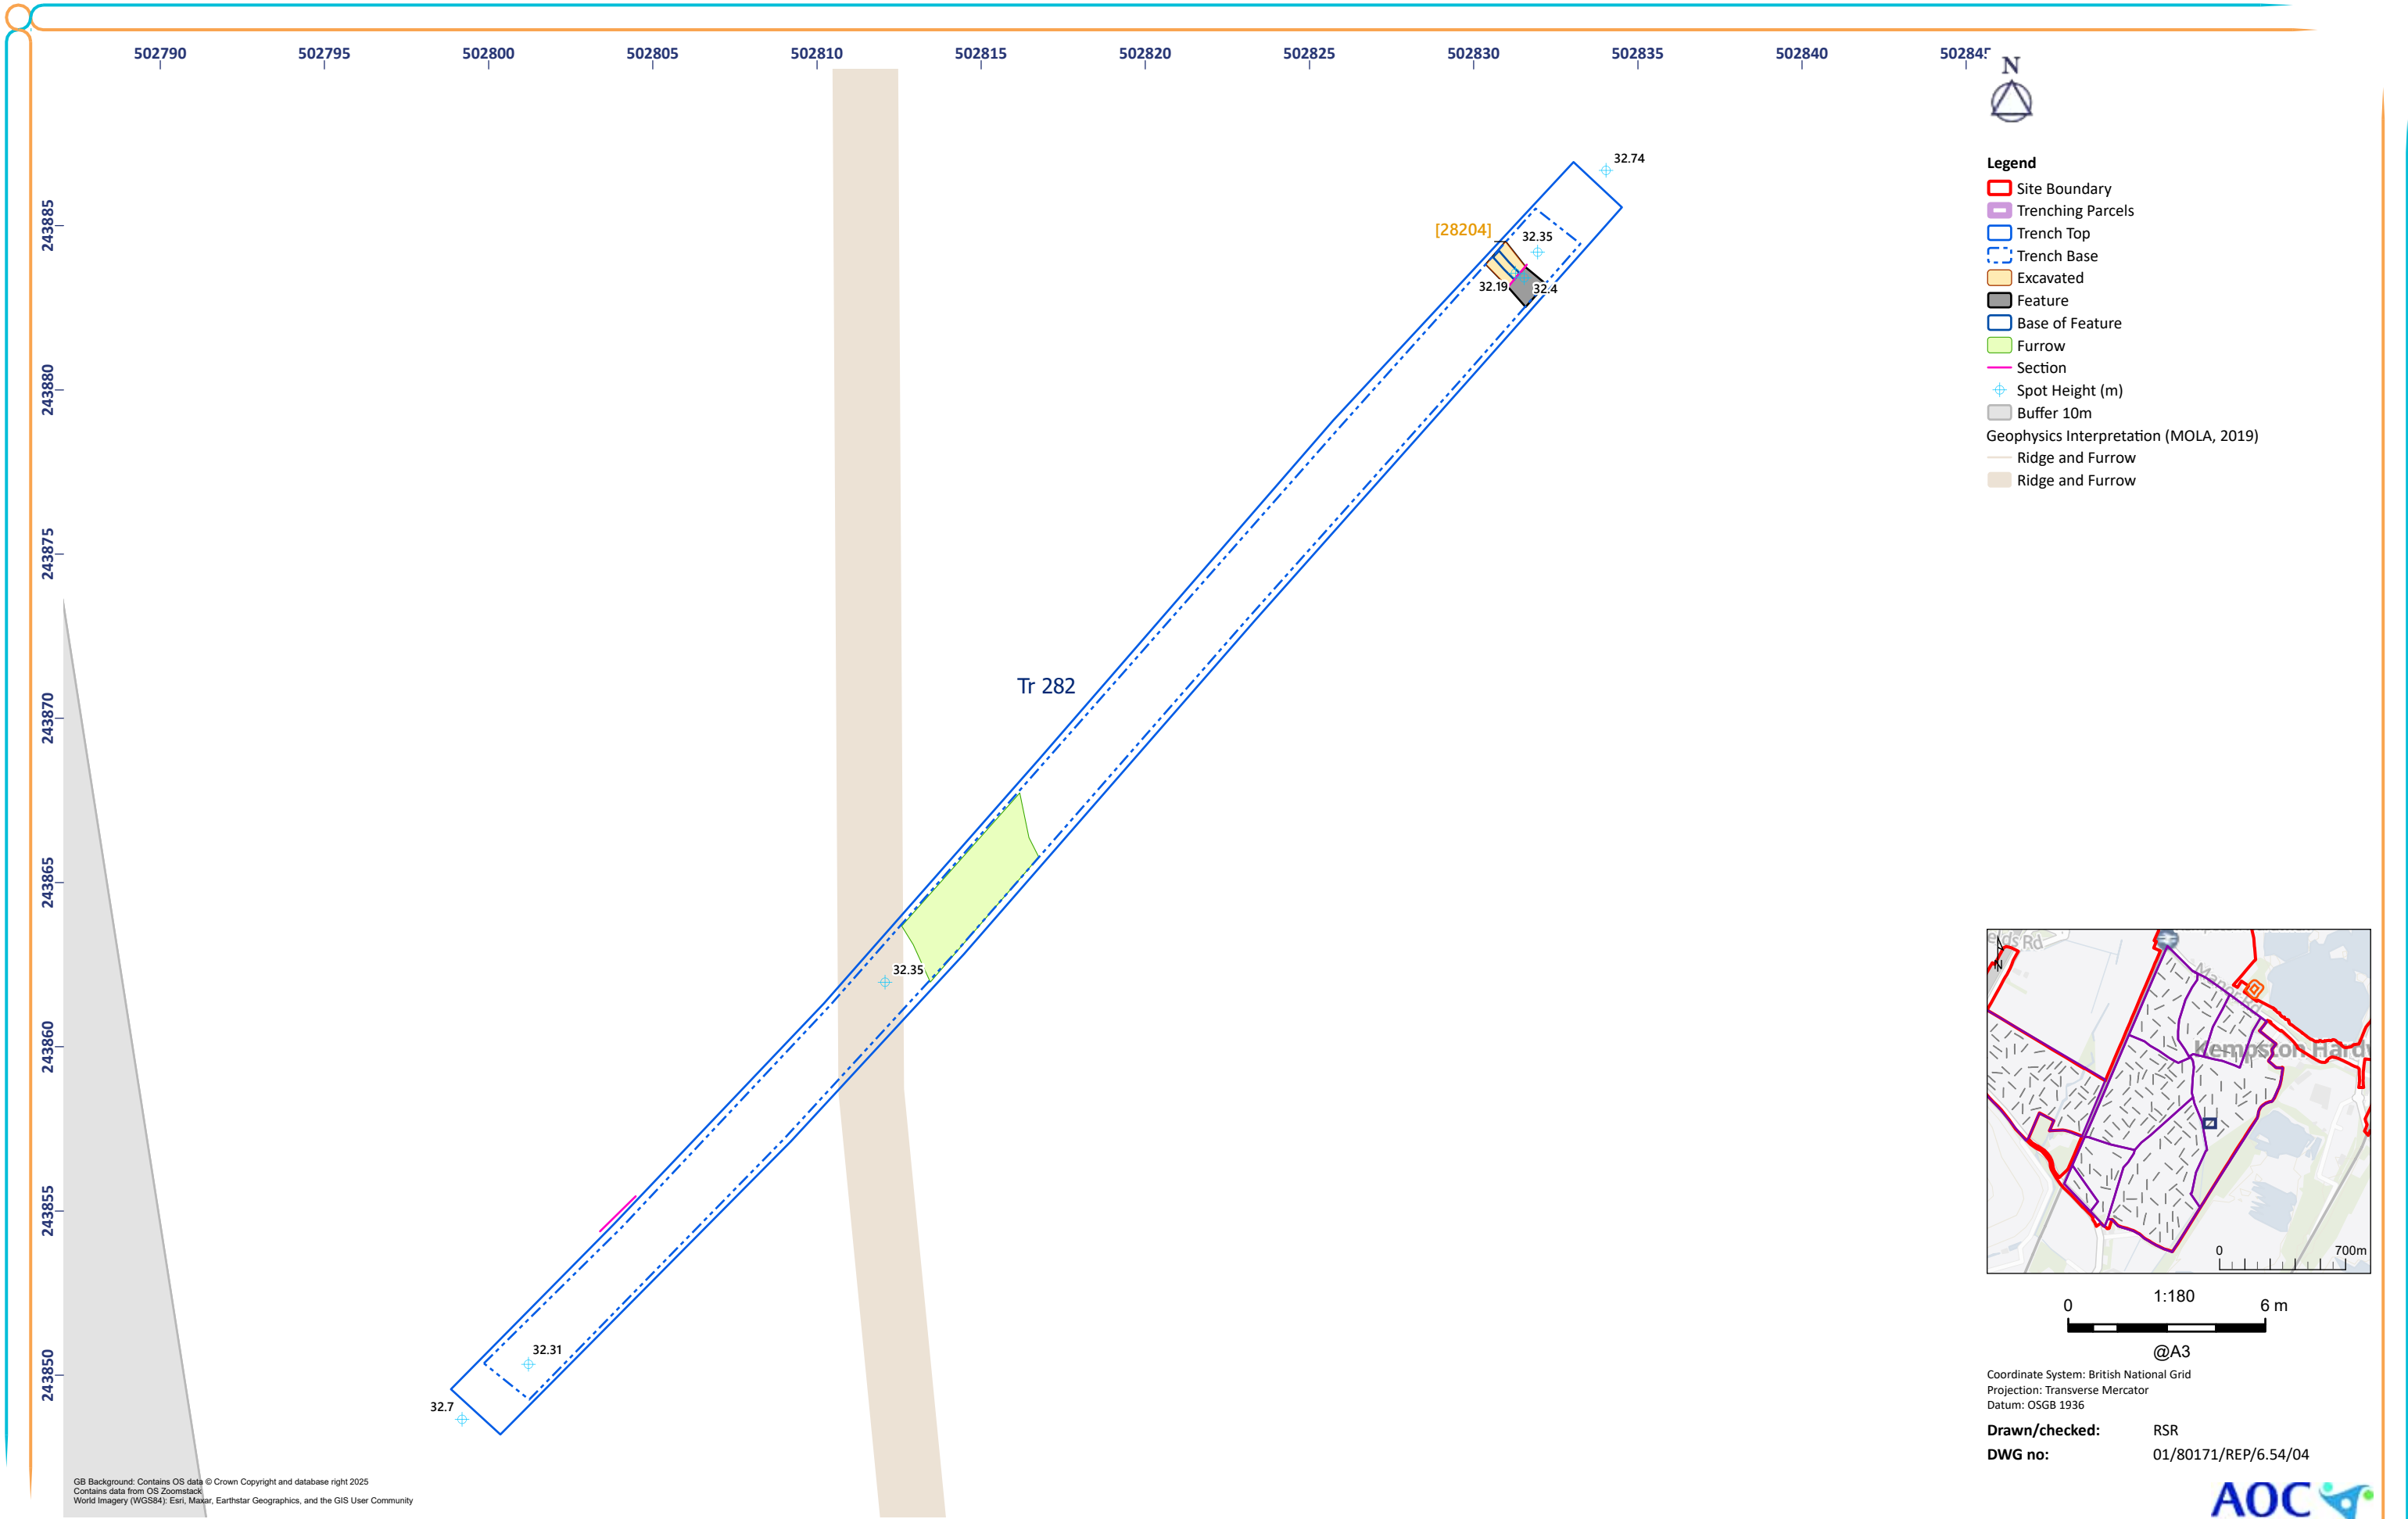 502790 502795 502800 502805 502810 502815 502820 502825 502830 502835 502840
N
243885
243880
243875
243870
243865
243860
243855
243850
32.74
[28204]
32.35
32.19
32.4
Tr 282
32.35
32.31
32.7
Legend
Site Boundary
Trenching Parcels
Trench Top
Trench Base
Excavated
Feature
Base of Feature
Furrow
Section
Spot Height (m)
Buffer 10m
Geophysics Interpretation (MOLA, 2019)
Ridge and Furrow
Ridge and Furrow
Rd
N
Kempston Hardw
0 700m
1:180
0 6 m
@A3
Coordinate System: British National Grid
Projection: Transverse Mercator
Datum: OSGB 1936
Drawn/checked: RSR
DWG no: 01/80171/REP/6.54/04
AOC
GB Background: Contains OS data © Crown Copyright and database right 2025
Contains data from OS Zoomstack
World Imagery (WGS84): Esri, Maxar, Earthstar Geographics, and the GIS User Community